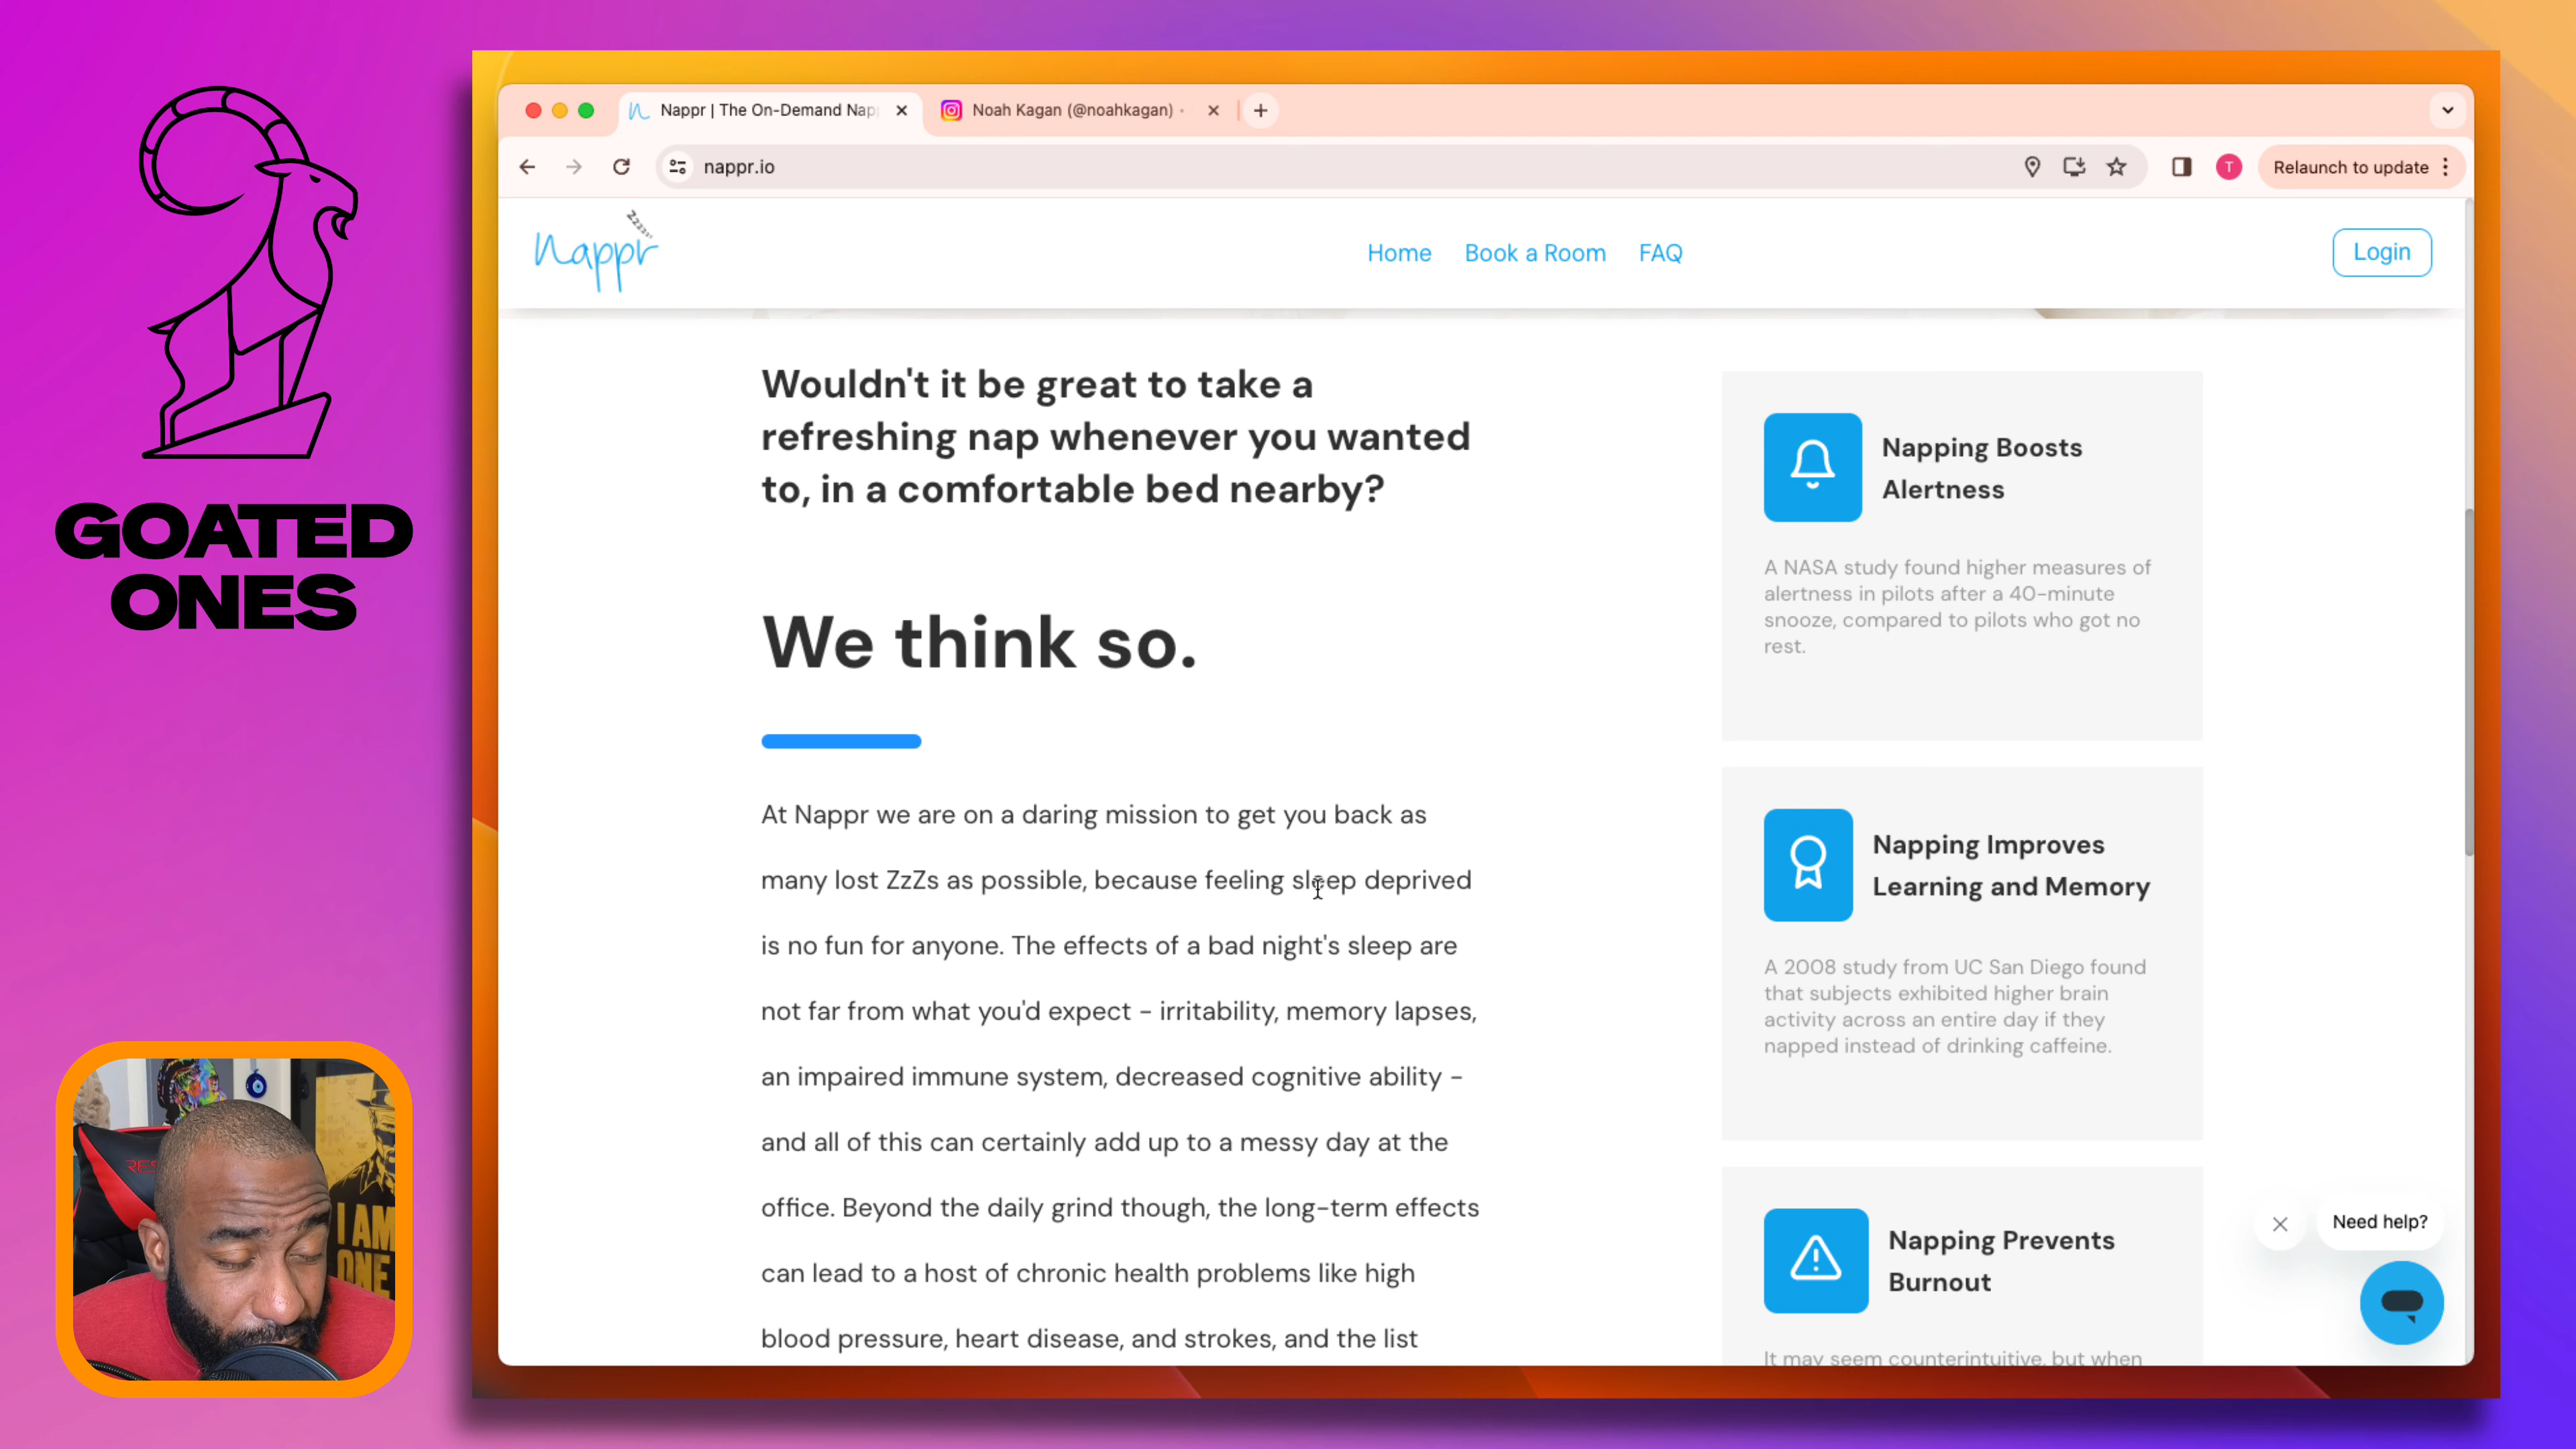 GOATED
ONES
Nappr | The On-Demand Nap
Noah Kagan (@noahkagan) •
nappr.io
T
Relaunch to update
zzzz
Nappr
Home
Book a Room
FAQ
Login
Wouldn't it be great to take a
refreshing nap whenever you wanted
to, in a comfortable bed nearby?
We think so.
At Nappr we are on a daring mission to get you back as
many lost ZzZs as possible, because feeling sleep deprived
is no fun for anyone. The effects of a bad night's sleep are
not far from what you'd expect - irritability, memory lapses,
an impaired immune system, decreased cognitive ability -
and all of this can certainly add up to a messy day at the
office. Beyond the daily grind though, the long-term effects
can lead to a host of chronic health problems like high
blood pressure, heart disease, and strokes, and the list
Napping Boosts
Alertness
A NASA study found higher measures of
alertness in pilots after a 40-minute
snooze, compared to pilots who got no
rest.
Napping Improves
Learning and Memory
A 2008 study from UC San Diego found
that subjects exhibited higher brain
activity across an entire day if they
napped instead of drinking caffeine.
Napping Prevents
Burnout
It may seem counterintuitive, but when
Need help?
I AM
ONE